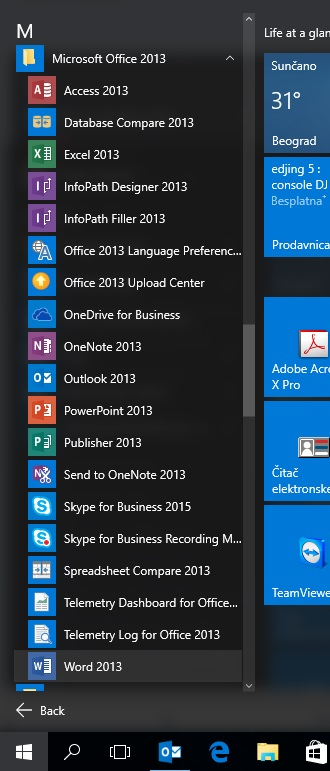 M
Life at a glan
Microsoft Office 2013
Access 2013
Database Compare 2013
Excel 2013
InfoPath Designer 2013
InfoPath Filler 2013
Office 2013 Language Preferenc...
Office 2013 Upload Center
OneDrive for Business
OneNote 2013
Outlook 2013
PowerPoint 2013
Publisher 2013
Send to OneNote 2013
Skype for Business 2015
Skype for Business Recording M...
Spreadsheet Compare 2013
Telemetry Dashboard for Office...
Telemetry Log for Office 2013
Word 2013
Back
Sunčano
31°
Beograd
edjing 5 :
console DJ
Besplatna+
Prodavnica
Adobe Acro
X Pro
Čitač
elektronske
TeamViewe